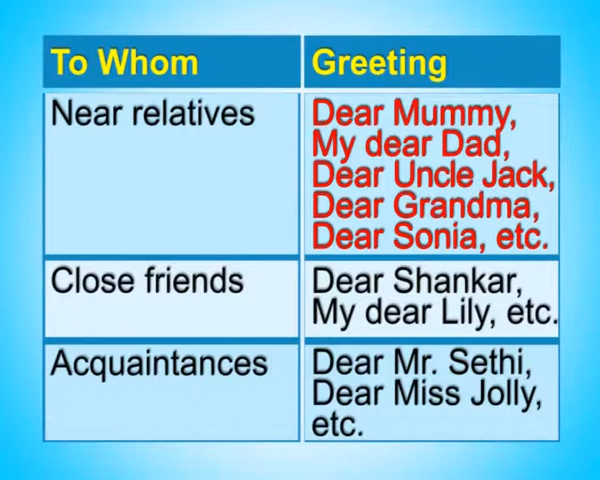 To Whom
Greeting
Near relatives
Dear Mummy,
My dear Dad,
Dear Uncle Jack,
Dear Grandma,
Dear Sonia, etc.
Close friends
Dear Shankar,
My dear Lily, etc.
Acquaintances
Dear Mr. Sethi,
Dear Miss Jolly,
etc.